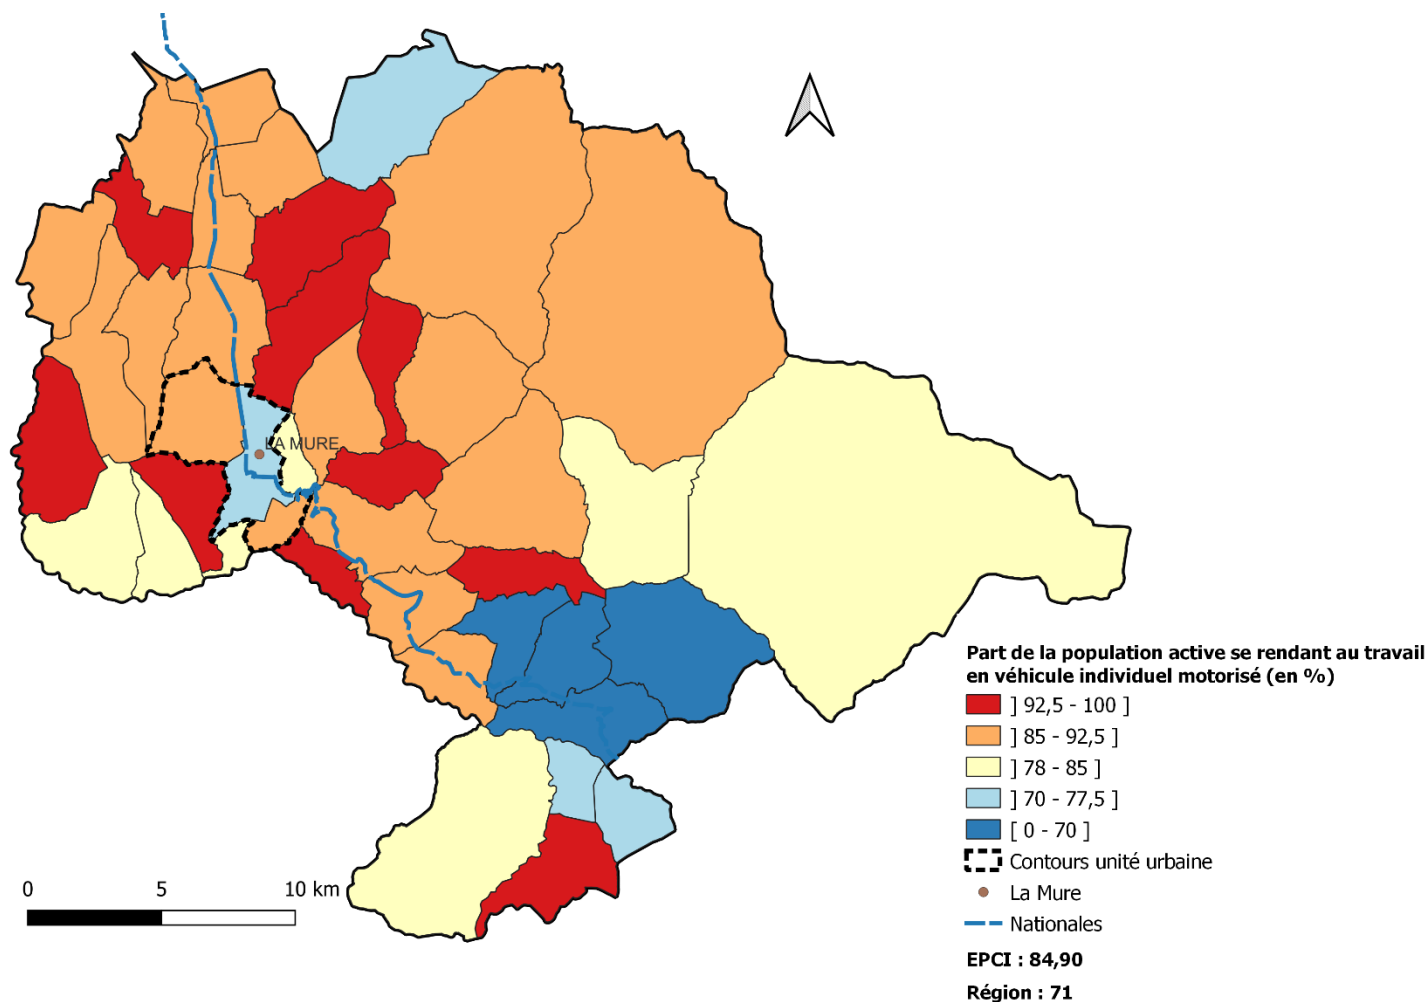 LA MURE
Part de la population active se rendant au travail
en véhicule individuel motorisé (en %)
] 92,5 - 100 ]
] 85 - 92,5 ]
] 78 - 85 ]
] 70 - 77,5 ]
[ 0 - 70 ]
Contours unité urbaine
La Mure
Nationales
EPCI : 84,90
Région : 71
0 5 10 km